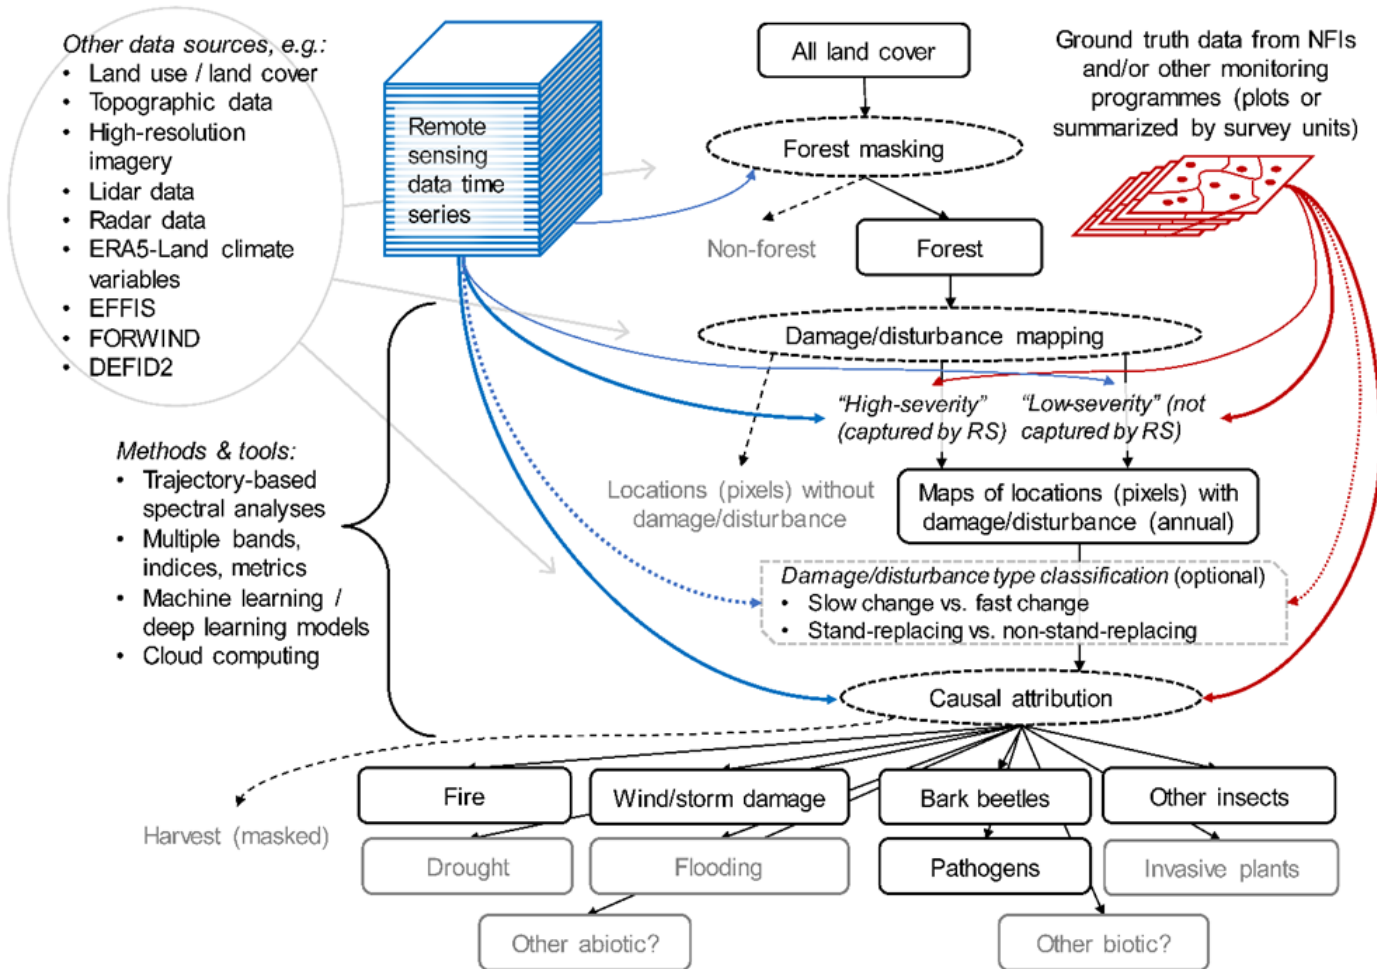 Other data sources, e.g.:
• Land use / land cover
• Topographic data
• High-resolution
imagery
• Lidar data
• Radar data
• ERA5-Land climate
variables
• EFFIS
• FORWIND
• DEFID2
Remote
sensing
data time
series
All land cover
Forest masking
Non-forest
Forest
Ground truth data from NFIs
and/or other monitoring
programmes (plots or
summarized by survey units)
Damage/disturbance mapping
"High-severity"
(captured by RS)
"Low-severity" (not
captured by RS)
Locations (pixels) without
damage/disturbance
Maps of locations (pixels) with
damage/disturbance (annual)
Methods & tools:
• Trajectory-based
spectral analyses
• Multiple bands,
indices, metrics
• Machine learning /
deep learning models
• Cloud computing
Damage/disturbance type classification (optional)
• Slow change vs. fast change
• Stand-replacing vs. non-stand-replacing
Causal attribution
Harvest (masked)
Fire
Wind/storm damage
Bark beetles
Other insects
Drought
Flooding
Pathogens
Invasive plants
Other abiotic?
Other biotic?